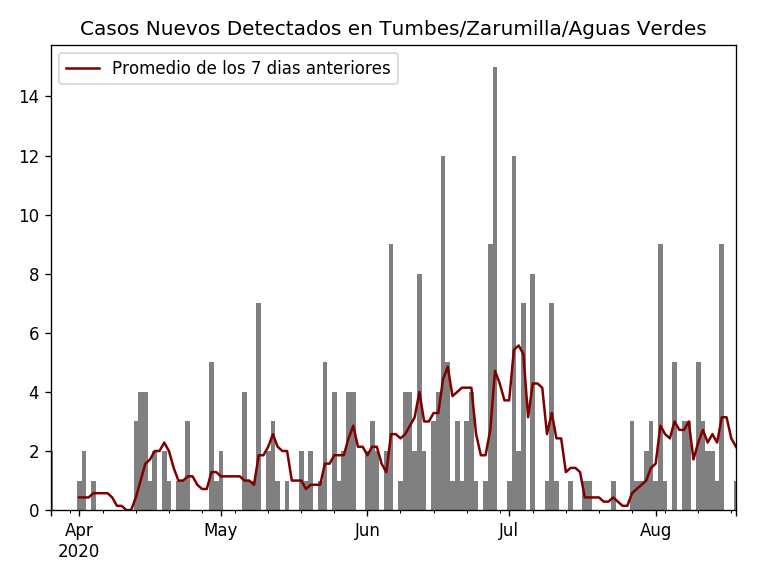 Casos Nuevos Detectados en Tumbes/Zarumilla/Aguas Verdes
Promedio de los 7 dias anteriores
14
12
10
8
6
4
2
0
Apr
2020
May
Jun
Jul
Aug